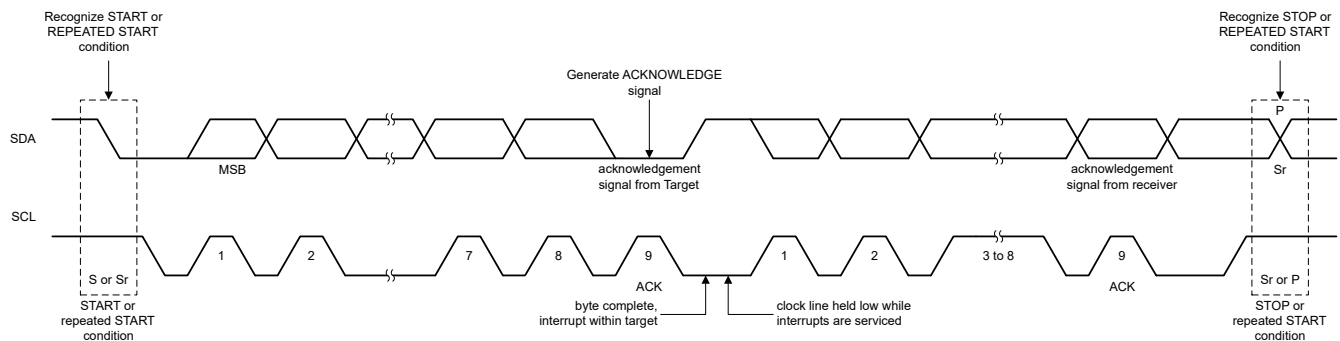 Recognize START or
REPEATED START
condition
Recognize STOP or
REPEATED START
condition
Generate ACKNOWLEDGE
signal
P
SDA
MSB
acknowledgement
signal from Target
acknowledgement
signal from receiver
Sr
SCL
1
2
7
8
9
1
2
3 to 8
9
S or Sr
ACK
ACK
Sr or P
START or
repeated START
condition
byte complete,
interrupt within target
clock line held low while
interrupts are serviced
STOP or
repeated START
condition